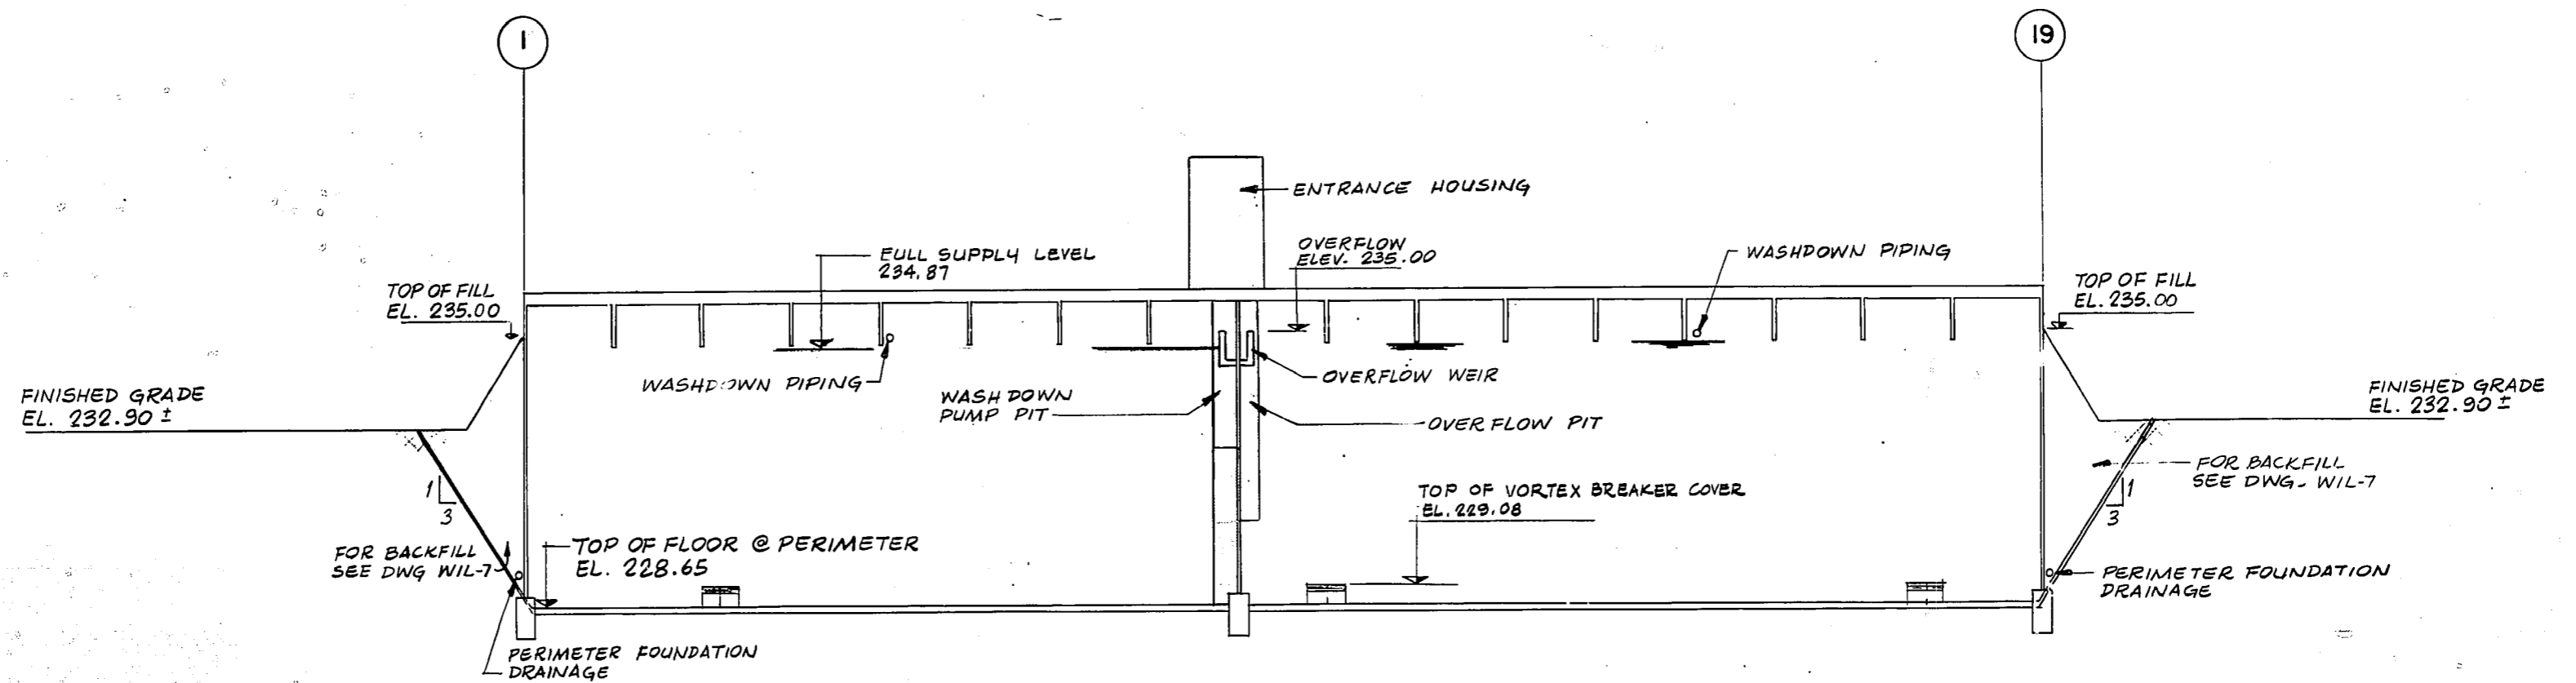 1
19
ENTRANCE HOUSING
FULL SUPPLY LEVEL
234.87
OVERFLOW
ELEV. 235.00
WASHDOWN PIPING
TOP OF FILL
EL. 235.00
TOP OF FILL
EL. 235.00
WASHDOWN PIPING
OVERFLOW WEIR
WASH DOWN
PUMP PIT
OVERFLOW PIT
FINISHED GRADE
EL. 232.90 ±
FINISHED GRADE
EL. 232.90 ±
1
3
FOR BACKFILL
SEE DWG WIL-7
TOP OF FLOOR @ PERIMETER
EL. 228.65
TOP OF VORTEX BREAKER COVER
EL. 229.08
FOR BACKFILL
SEE DWG. WIL-7
1
3
PERIMETER FOUNDATION
DRAINAGE
PERIMETER FOUNDATION
DRAINAGE